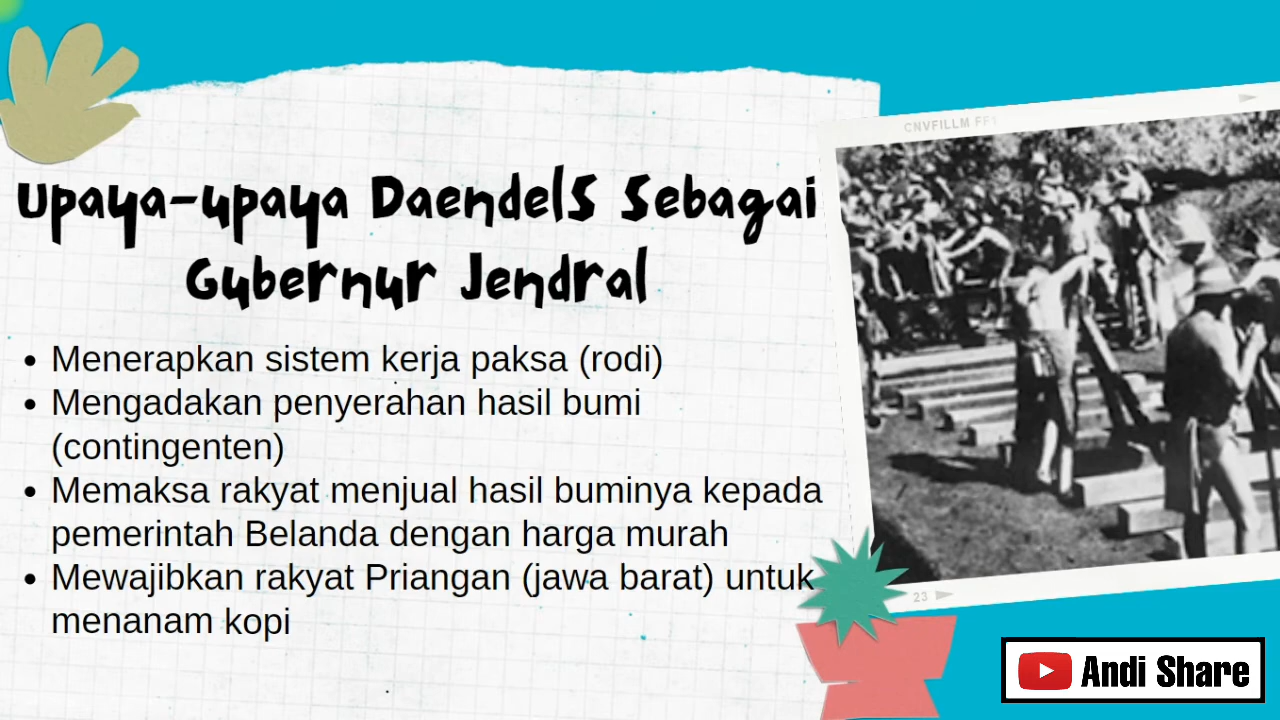 CNVFILLM FF1
Upaya-upaya Daendels Sebagai
Gubernur Jendral
• Menerapkan sistem kerja paksa (rodi)
• Mengadakan penyerahan hasil bumi
(contingenten)
• Memaksa rakyat menjual hasil buminya kepada
pemerintah Belanda dengan harga murah
• Mewajibkan rakyat Priangan (jawa barat) untuk
menanam kopi
23
Andi Share